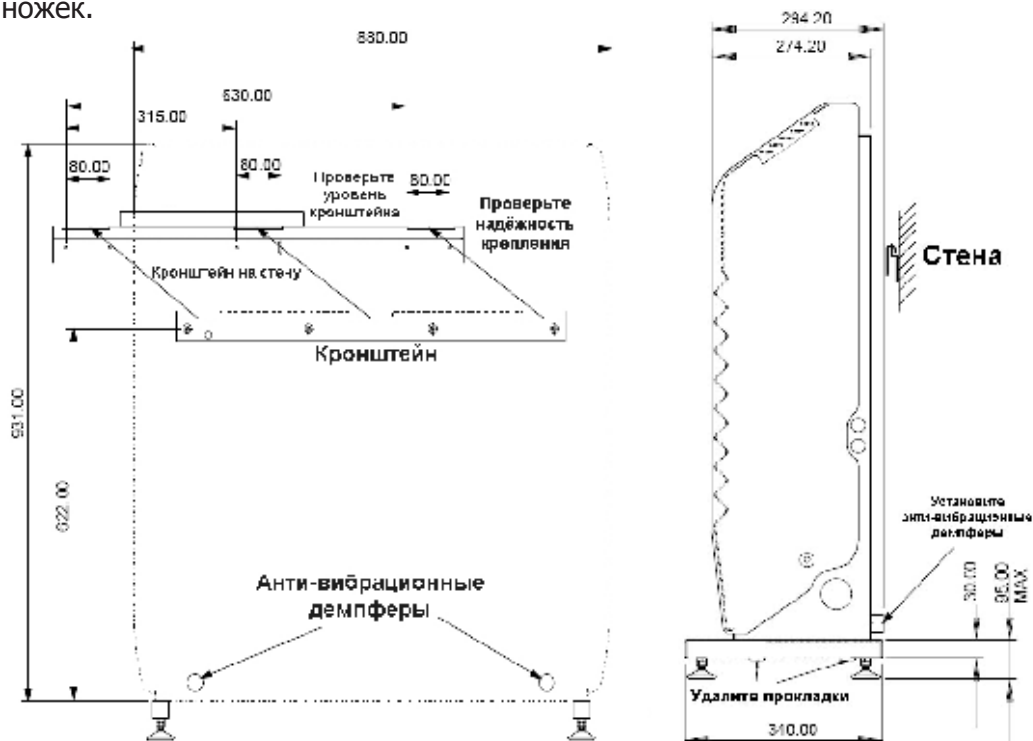 ножек.
880.00
630.00
315.00
80.00
80.00
80.00
Проверьте
уровень
кронштейна
Проверьте
надёжность
крепления
Кронштейн на стену
Кронштейн
931.00
622.00
Анти-вибрационные
демпферы
294.20
274.20
Стена
Установите
анти-вибрационные
демпферы
30.00
95.00
MAX
Удалите прокладки
310.00